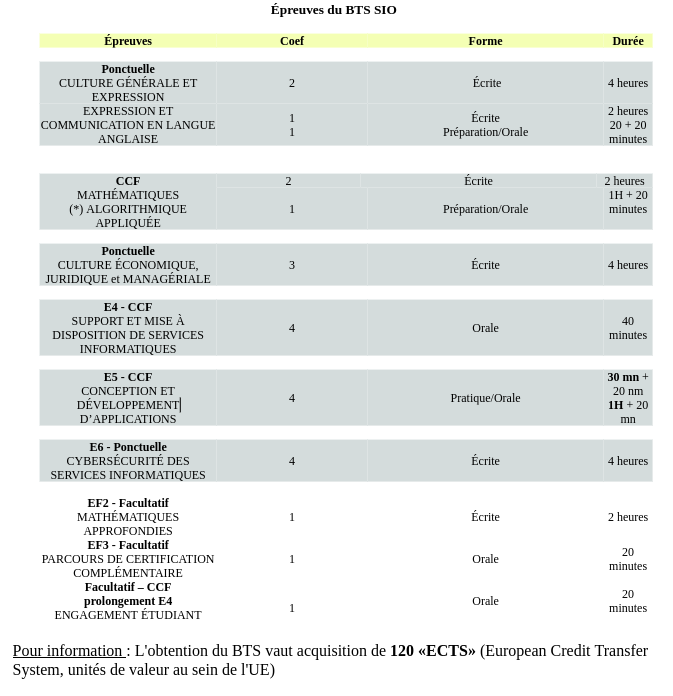 Épreuves du BTS SIO
Épreuves Coef Forme Durée
Ponctuelle
CULTURE GÉNÉRALE ET
EXPRESSION
2 Écrite 4 heures
EXPRESSION ET
COMMUNICATION EN LANGUE
ANGLAISE
1
1
Écrite
Préparation/Orale
2 heures
20 + 20
minutes
CCF
MATHÉMATIQUES
(*) ALGORITHMIQUE
APPLIQUÉE
2 Écrite 2 heures
1 Préparation/Orale
1H + 20
minutes
Ponctuelle
CULTURE ÉCONOMIQUE,
JURIDIQUE et MANAGÉRIALE
3 Écrite 4 heures
E4 - CCF
SUPPORT ET MISE À
DISPOSITION DE SERVICES
INFORMATIQUES
4 Orale
40
minutes
E5 - CCF
CONCEPTION ET
DÉVELOPPEMENT
D'APPLICATIONS
4 Pratique/Orale
30 mn +
20 nm
1H + 20
mn
E6 - Ponctuelle
CYBERSÉCURITÉ DES
SERVICES INFORMATIQUES
4 Écrite 4 heures
EF2 - Facultatif
MATHÉMATIQUES
APPROFONDIES
1 Écrite 2 heures
EF3 - Facultatif
PARCOURS DE CERTIFICATION
COMPLÉMENTAIRE
1 Orale
20
minutes
Facultatif – CCF
prolongement E4
ENGAGEMENT ÉTUDIANT
1 Orale
20
minutes
Pour information : L'obtention du BTS vaut acquisition de 120 «ECTS» (European Credit Transfer
System, unités de valeur au sein de l'UE)